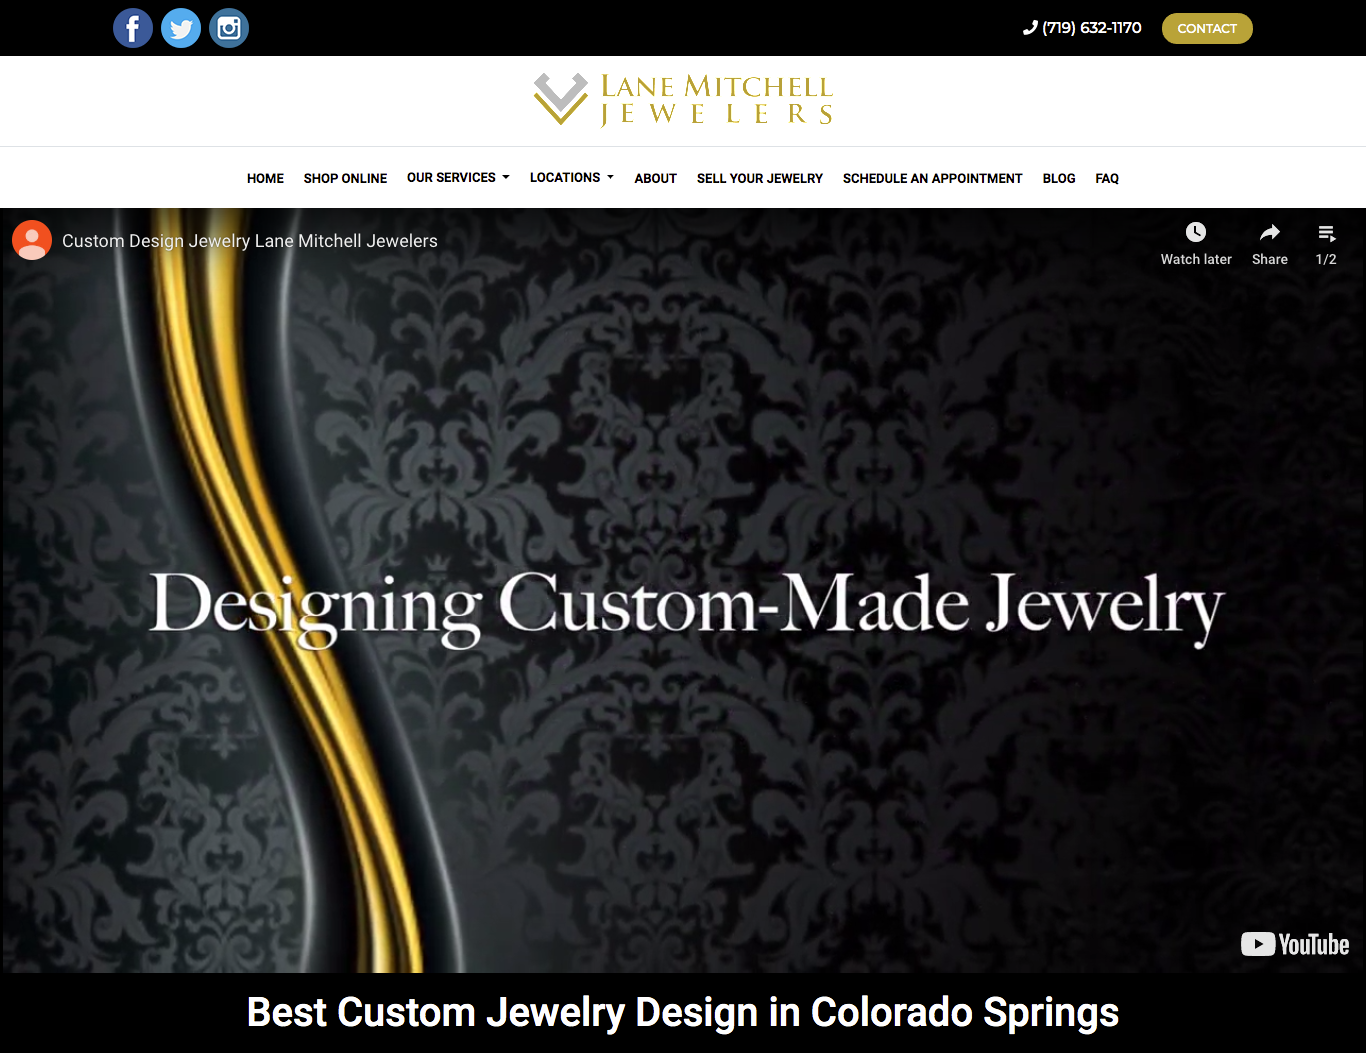 (719) 632-1170
CONTACT
LANE MITCHELL
JEWELERS
HOME SHOP ONLINE OUR SERVICES LOCATIONS ABOUT SELL YOUR JEWELRY SCHEDULE AN APPOINTMENT BLOG FAQ
Custom Design Jewelry Lane Mitchell Jewelers
Watch later Share 1/2
Designing Custom-Made Jewelry
YouTube
Best Custom Jewelry Design in Colorado Springs